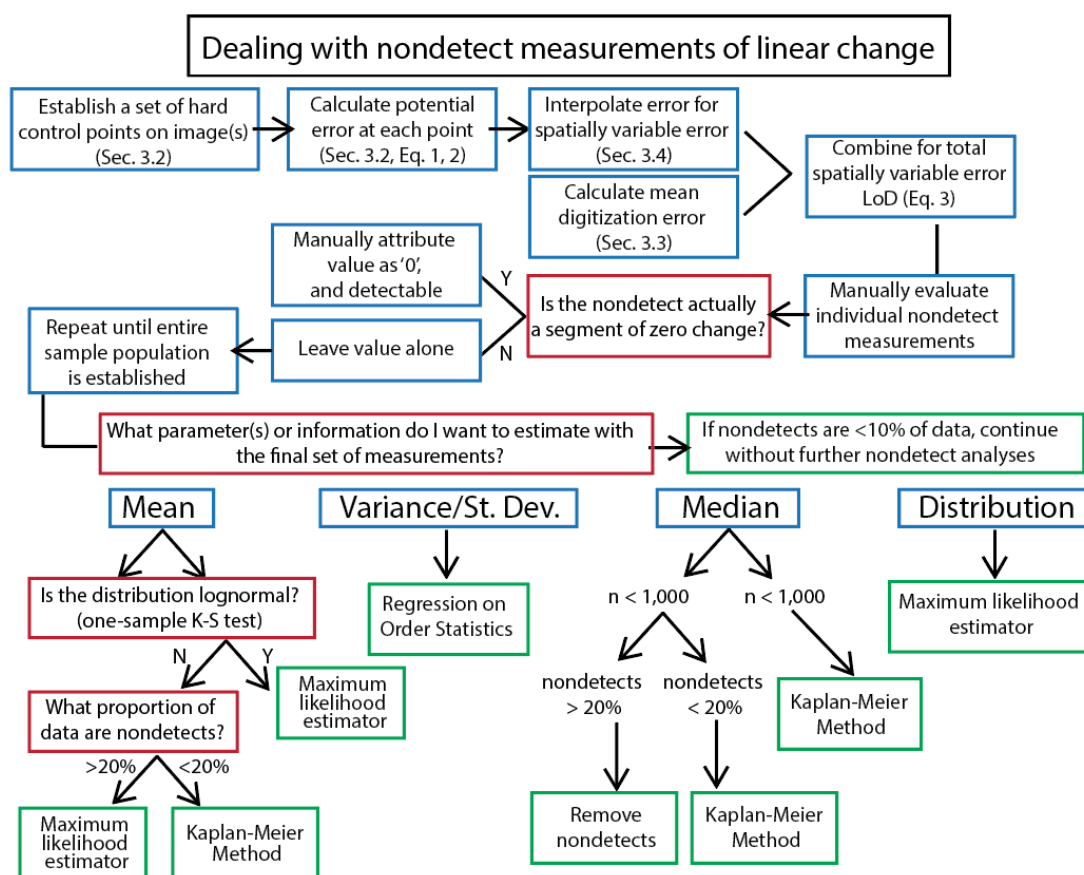 Dealing with nondetect measurements of linear change
Establish a set of hard
control points on image(s)
(Sec. 3.2)
Calculate potential
error at each point
(Sec. 3.2, Eq. 1, 2)
Interpolate error for
spatially variable error
(Sec. 3.4)
Calculate mean
digitization error
(Sec. 3.3)
Combine for total
spatially variable error
LoD (Eq. 3)
Manually evaluate
individual nondetect
measurements
Is the nondetect actually
a segment of zero change?
Y
N
Manually attribute
value as ‘0’,
and detectable
Leave value alone
Repeat until entire
sample population
is established
What parameter(s) or information do I want to estimate with
the final set of measurements?
If nondetects are <10% of data, continue
without further nondetect analyses
Mean
Variance/St. Dev.
Median
Distribution
Is the distribution lognormal?
(one-sample K-S test)
N
Y
What proportion of
data are nondetects?
Maximum
likelihood
estimator
>20%
<20%
Maximum
likelihood
estimator
Kaplan-Meier
Method
Regression on
Order Statistics
n < 1,000
n < 1,000
nondetects
> 20%
nondetects
< 20%
Kaplan-Meier
Method
Remove
nondetects
Kaplan-Meier
Method
Maximum likelihood
estimator